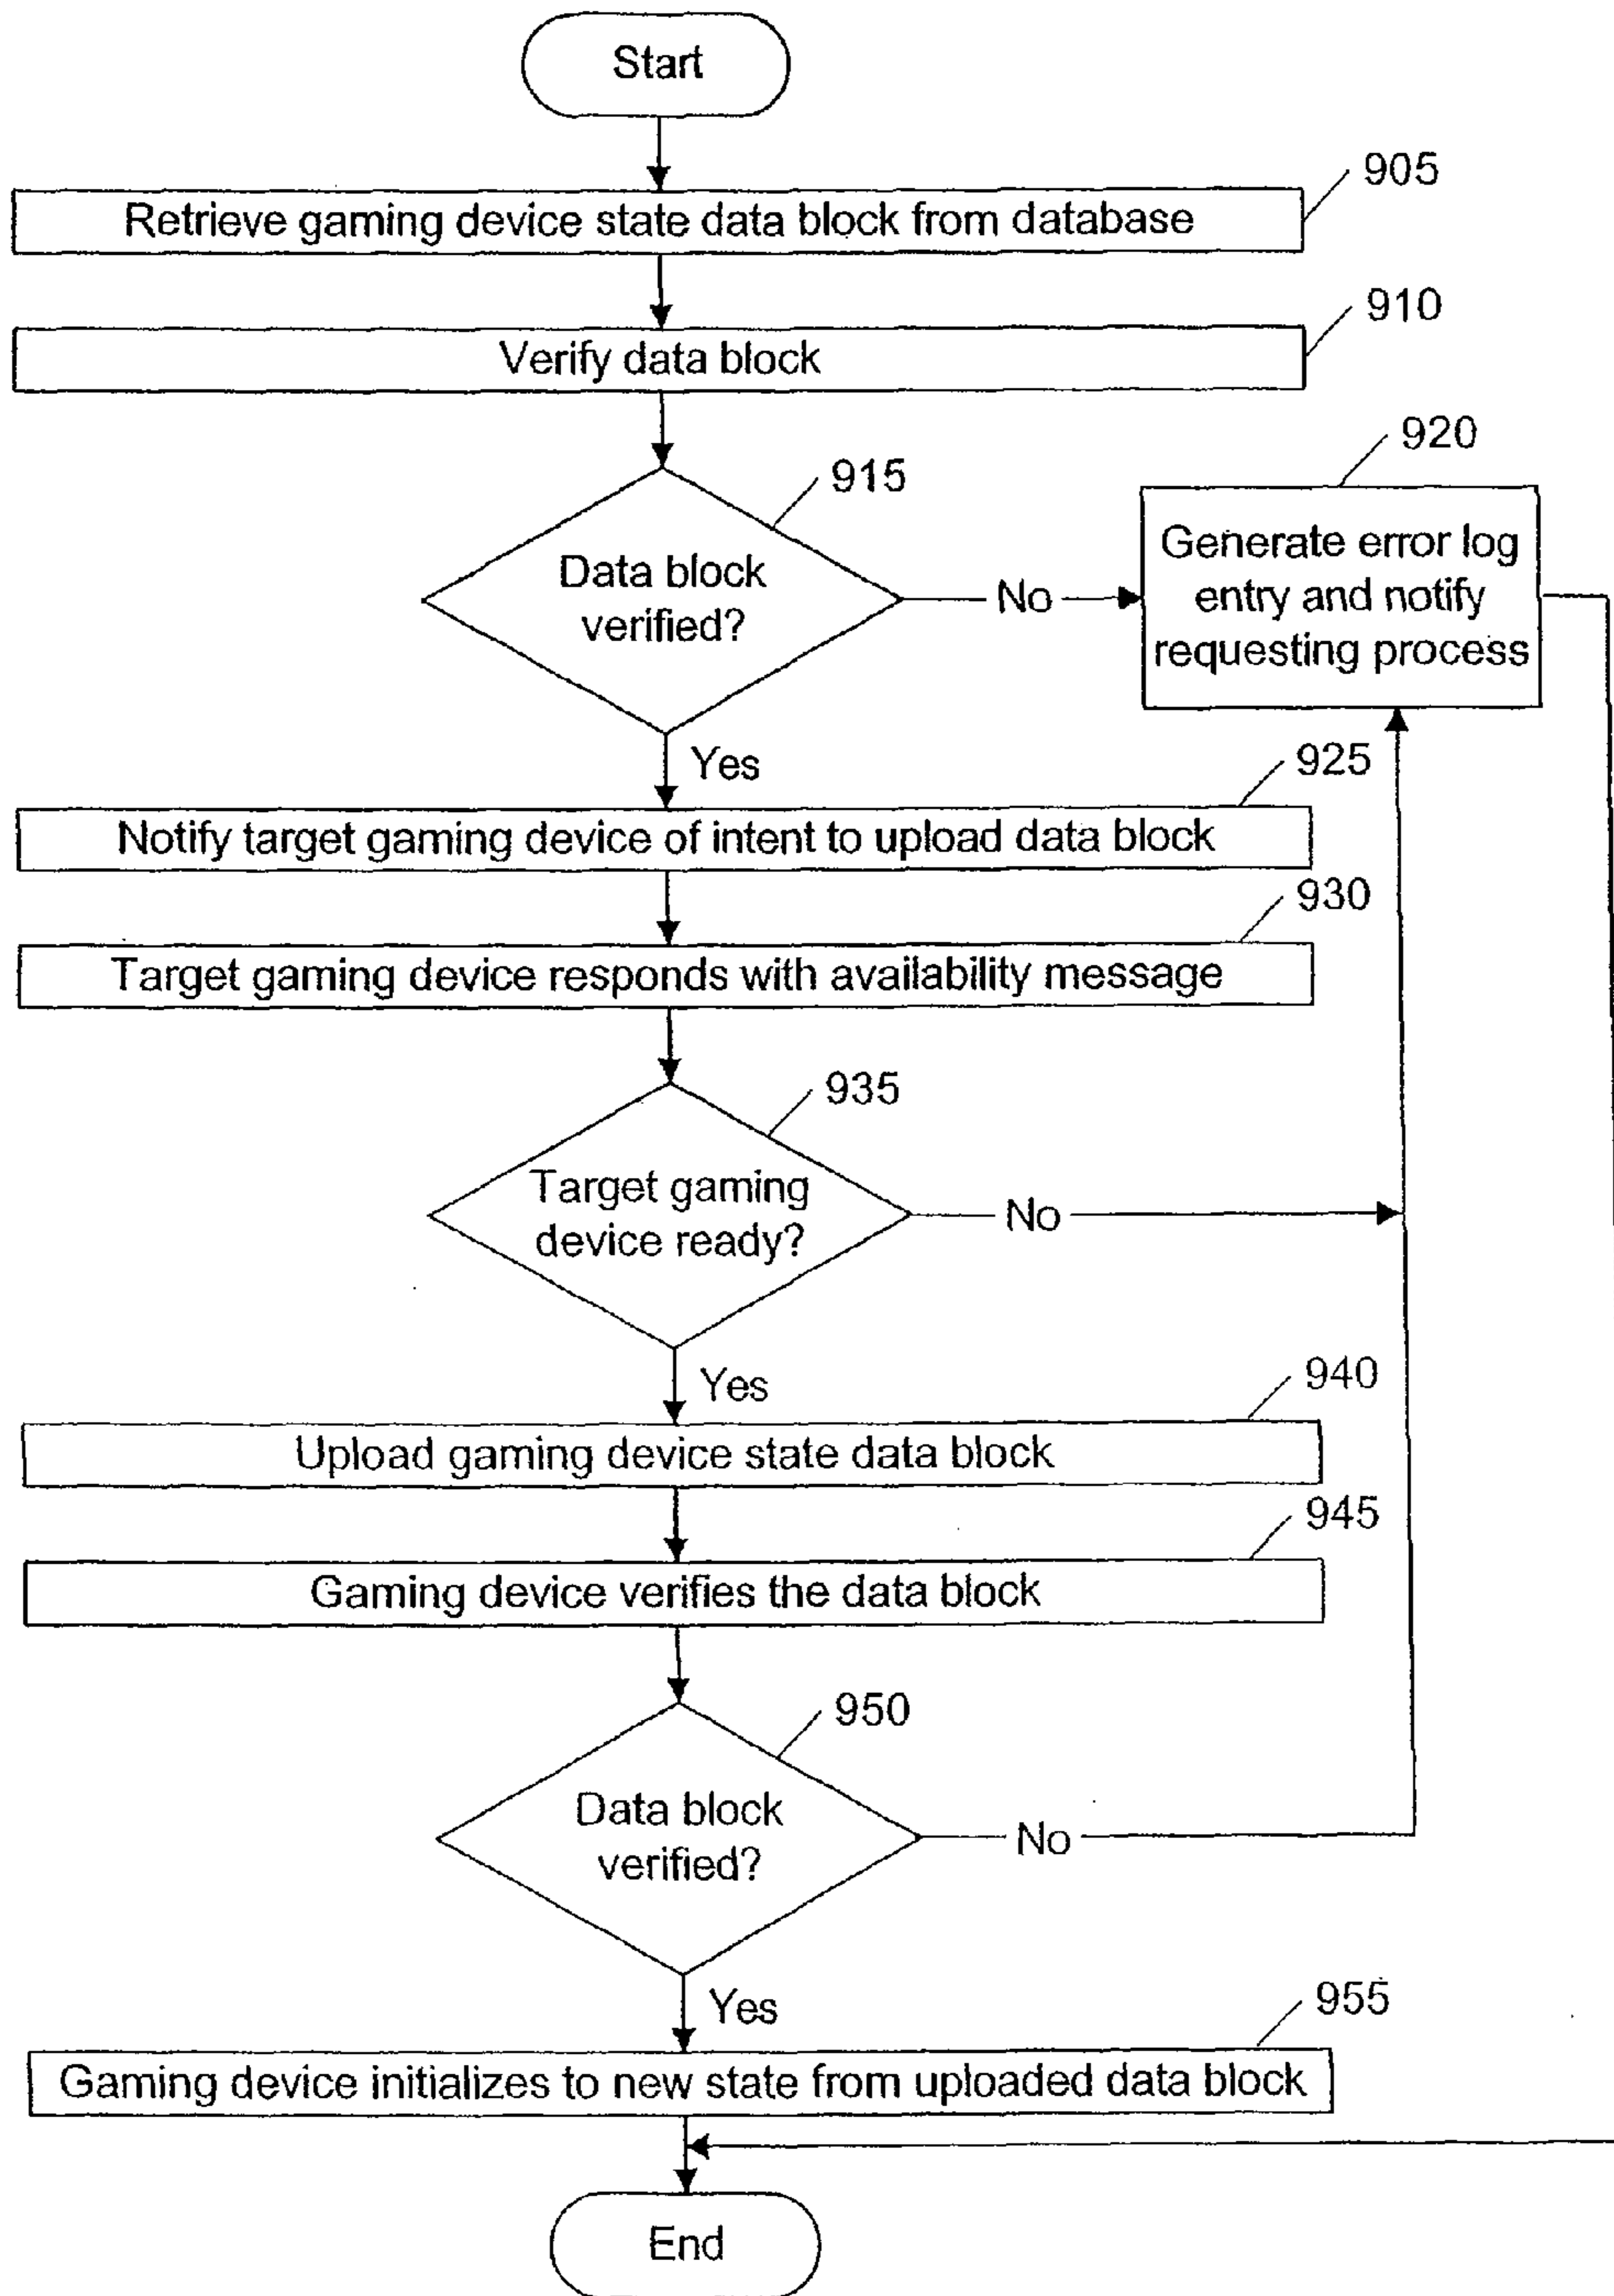 Start
905
Retrieve gaming device state data block from database
910
Verify data block
915
920
Data block
verified?
No
Generate error log
entry and notify
requesting process
Yes
925
Notify target gaming device of intent to upload data block
930
Target gaming device responds with availability message
935
Target gaming
device ready?
No
Yes
940
Upload gaming device state data block
945
Gaming device verifies the data block
950
Data block
verified?
No
Yes
955
Gaming device initializes to new state from uploaded data block
End